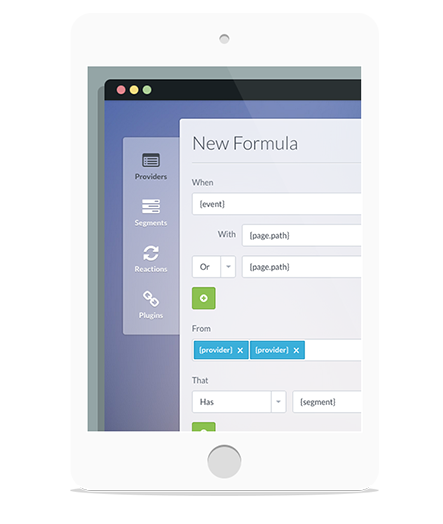 New Formula
Providers
Segments
Reactions
Plugins
When
{event}
With {page.path}
Or {page.path}
From
{provider} X {provider} X
That
Has {segment}